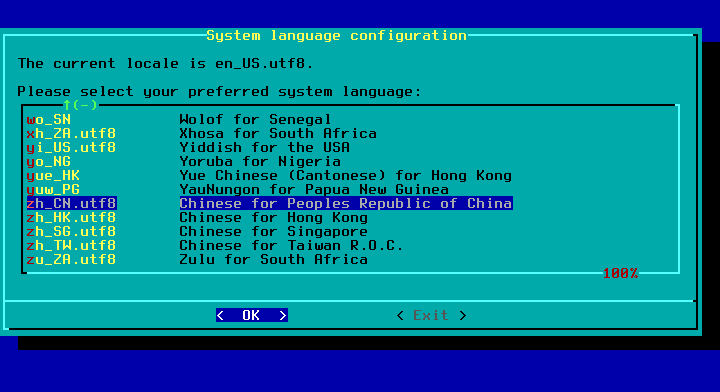 System language configuration
The current locale is en_US.utf8.
Please select your preferred system language:
↑(-)
wo_SN Wolof for Senegal
xh_ZA.utf8 Xhosa for South Africa
yi_US.utf8 Yiddish for the USA
yo_NG Yoruba for Nigeria
yue_HK Yue Chinese (Cantonese) for Hong Kong
yuw_PG YauNungon for Papua New Guinea
zh_CN.utf8 Chinese for Peoples Republic of China
zh_HK.utf8 Chinese for Hong Kong
zh_SG.utf8 Chinese for Singapore
zh_TW.utf8 Chinese for Taiwan R.O.C.
zu_ZA.utf8 Zulu for South Africa
100%
< OK > < Exit >